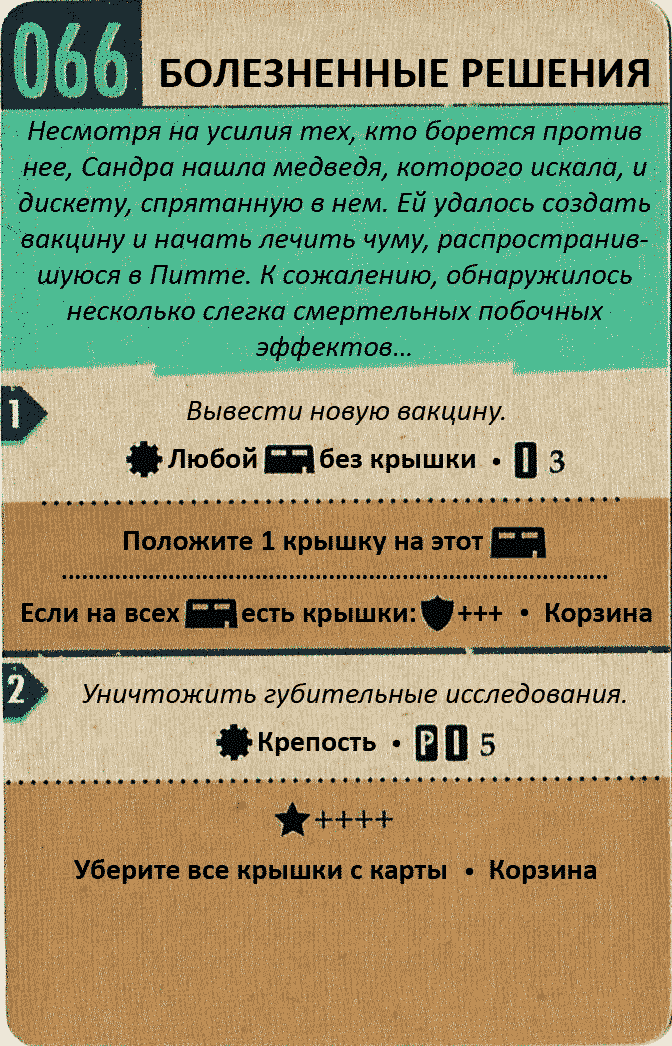 066
БОЛЕЗНЕННЫЕ РЕШЕНИЯ
Несмотря на усилия тех, кто борется против
нее, Сандра нашла медведя, которого искала, и
дискету, спрятанную в нем. Ей удалось создать
вакцину и начать лечить чуму, распространив-
шуюся в Питте. К сожалению, обнаружилось
несколько слегка смертельных побочных
эффектов...
1
Вывести новую вакцину.
Любой без крышки • I 3
Положите 1 крышку на этот
Если на всех есть крышки: +++ • Корзина
2
Уничтожить губительные исследования.
Крепость • P I 5
++++
Уберите все крышки с карты • Корзина